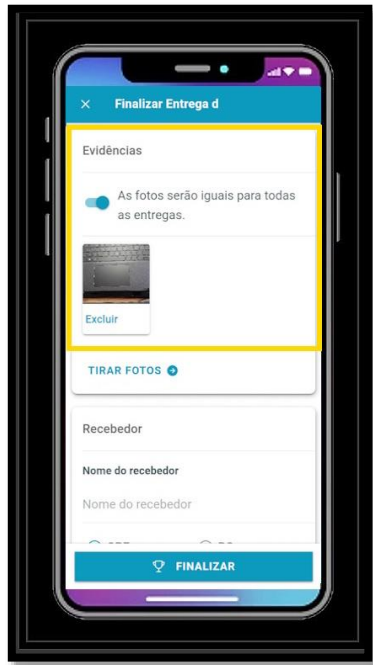 Finalizar Entrega d
Evidências
As fotos serão iguais para todas
as entregas.
Excluir
TIRAR FOTOS
Recebedor
Nome do recebedor
Nome do recebedor
FINALIZAR